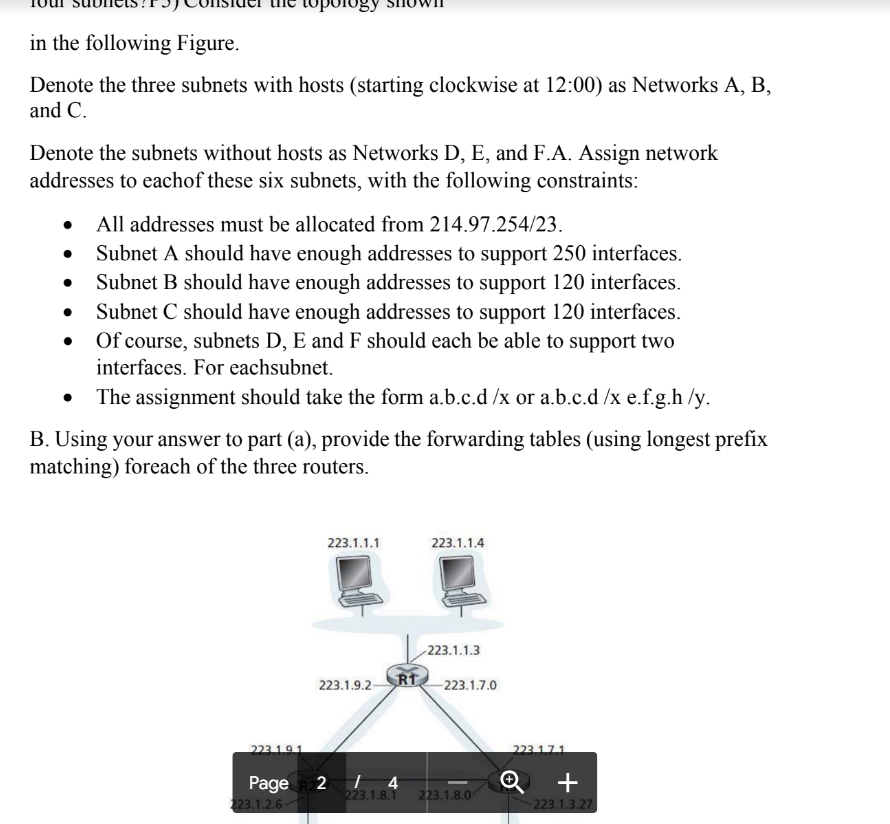 four subnets?P5) Consider the topology shown
in the following Figure.
Denote the three subnets with hosts (starting clockwise at 12:00) as Networks A, B,
and C.
Denote the subnets without hosts as Networks D, E, and F.A. Assign network
addresses to eachof these six subnets, with the following constraints:
• All addresses must be allocated from 214.97.254/23.
• Subnet A should have enough addresses to support 250 interfaces.
• Subnet B should have enough addresses to support 120 interfaces.
• Subnet C should have enough addresses to support 120 interfaces.
• Of course, subnets D, E and F should each be able to support two
interfaces. For eachsubnet.
• The assignment should take the form a.b.c.d /x or a.b.c.d /x e.f.g.h /y.
B. Using your answer to part (a), provide the forwarding tables (using longest prefix
matching) foreach of the three routers.
223.1.1.1 223.1.1.4
223.1.1.3
223.1.9.2 R1 223.1.7.0
223.1.9.1 223.1.7.1
Page 2 / 4 − +
R2
223.1.8.1 223.1.8.0
223.1.2.6 223.1.3.27